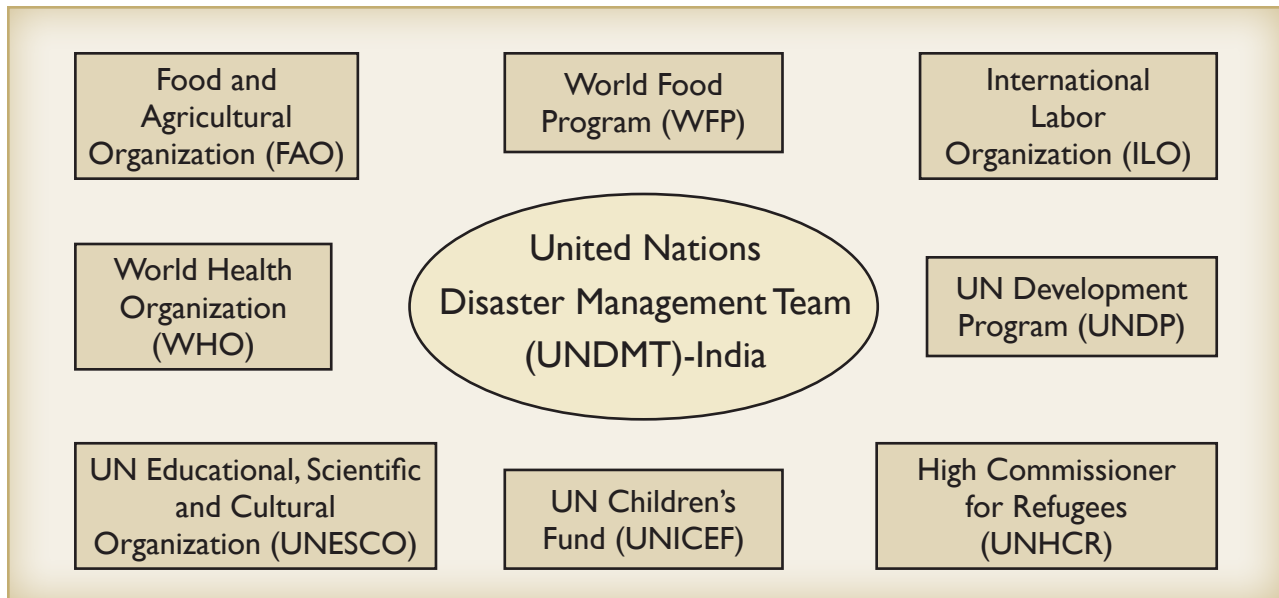 Food and
Agricultural
Organization (FAO)
World Food
Program (WFP)
International
Labor
Organization (ILO)
World Health
Organization
(WHO)
United Nations
Disaster Management Team
(UNDMT)-India
UN Development
Program (UNDP)
UN Educational, Scientific
and Cultural
Organization (UNESCO)
UN Children’s
Fund (UNICEF)
High Commissioner
for Refugees
(UNHCR)